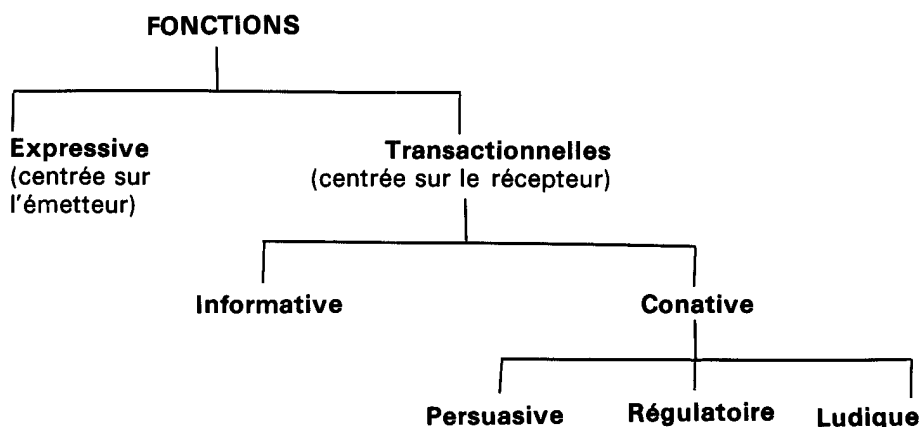 FONCTIONS
Expressive
(centrée sur
l'émetteur)
Transactionnelles
(centrée sur le récepteur)
Informative
Conative
Persuasive
Régulatoire
Ludique